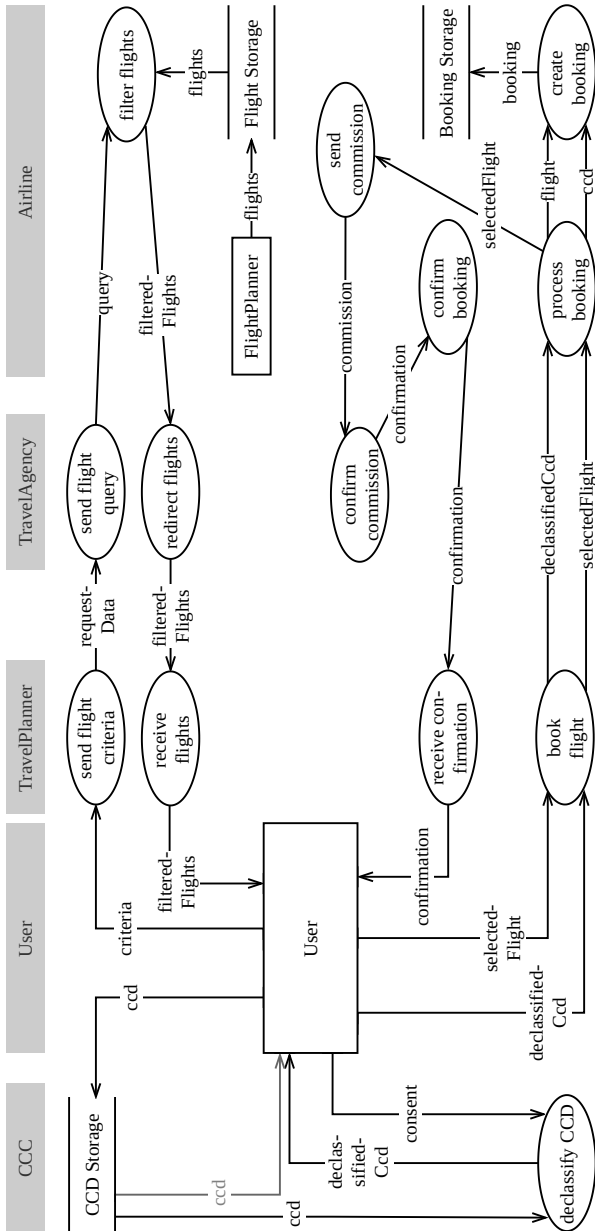 CCC
User
TravelPlanner
TravelAgency
Airline
CCD Storage
ccd
criteria
send flight
criteria
request-
Data
send flight
query
query
filter flights
flights
Flight Storage
flights
FlightPlanner
filtered-
Flights
redirect flights
filtered-
Flights
receive
flights
filtered-
Flights
User
ccd
ccd
declas-
sified-
Ccd
consent
declassify CCD
declassified-
Ccd
selected-
Flight
book
flight
declassifiedCcd
selectedFlight
process
booking
flight
ccd
create
booking
booking
Booking Storage
selectedFlight
send
commission
commission
confirm
commission
confirmation
confirm
booking
confirmation
receive con-
firmation
confirmation